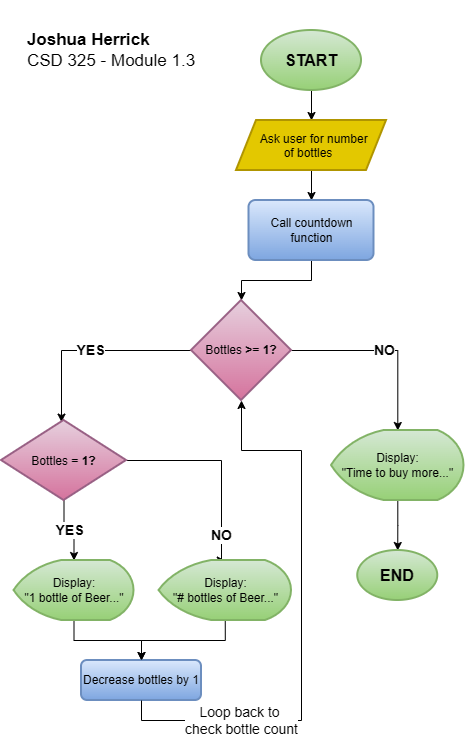 Joshua Herrick
CSD 325 - Module 1.3
START
Ask user for number
of bottles
Call countdown
function
Bottles >= 1?
YES
NO
Bottles = 1?
Display:
"Time to buy more..."
YES
NO
END
Display:
"1 bottle of Beer..."
Display:
"# bottles of Beer..."
Decrease bottles by 1
Loop back to
check bottle count